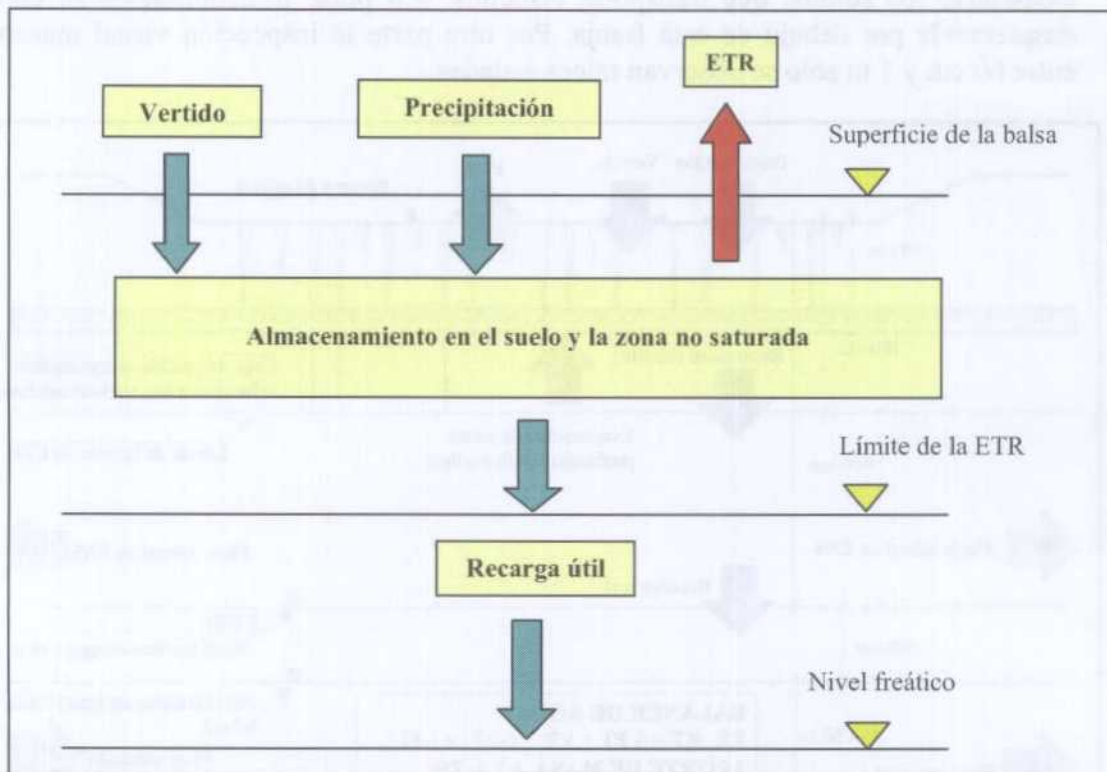 ETR
Vertido
Precipitación
Superficie de la balsa
Almacenamiento en el suelo y la zona no saturada
Límite de la ETR
Recarga útil
Nivel freático